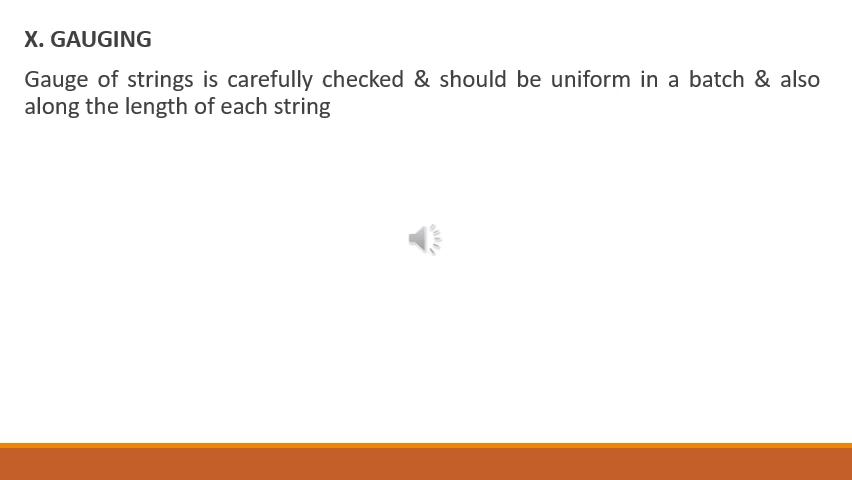 X. GAUGING
Gauge of strings is carefully checked & should be uniform in a batch & also
along the length of each string